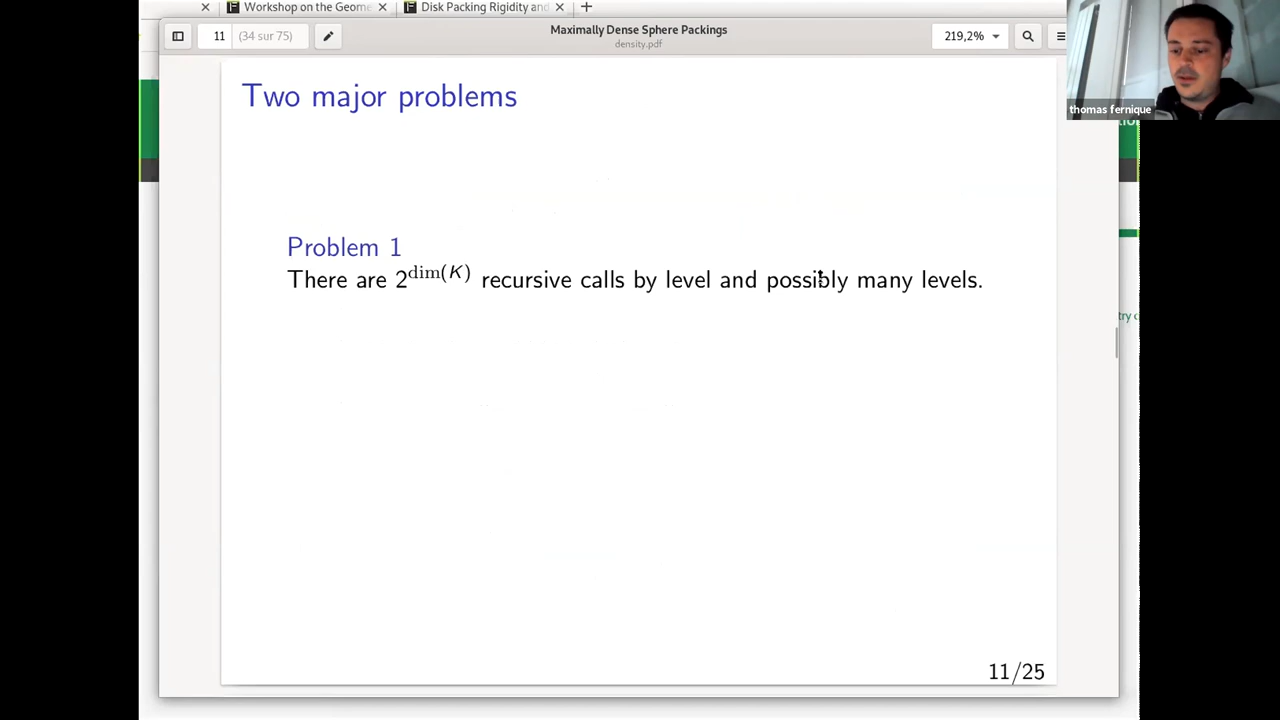 Workshop on the Geome
Disk Packing Rigidity and
11 (34 sur 75)
Maximally Dense Sphere Packings
density.pdf
219,2%
thomas fernique
Two major problems
Problem 1
There are 2^dim(K) recursive calls by level and possibly many levels.
11/25